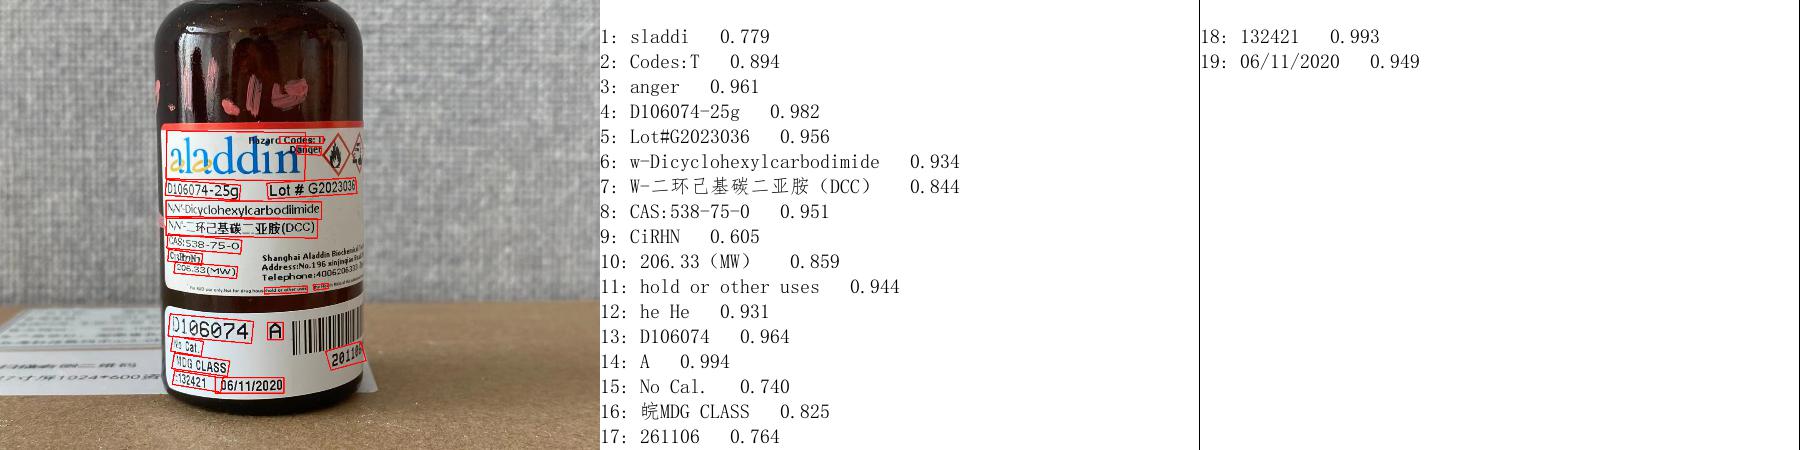 11.10
Hazard Codes: T
Danger
aladdin
D106074-25g
Lot # G2023036
N,N'-Dicyclohexylcarbodiimide
N,N'-二环己基碳二亚胺(DCC)
CAS:538-75-0
206.33(MW)
Shanghai Aladdin Biochemical
Address:No.196 xinjinqiao Road
Telephone:4006206333
For R&D use only.Not for drug,household or other uses.
D106074 A
No Cat.
MDG CLASS
132421 06/11/2020
201106
1: sladdi 0.779
2: Codes:T 0.894
3: anger 0.961
4: D106074-25g 0.982
5: Lot#G2023036 0.956
6: w-Dicyclohexylcarbodimide 0.934
7: W-二环己基碳二亚胺（DCC） 0.844
8: CAS:538-75-0 0.951
9: CiRHN 0.605
10: 206.33（MW） 0.859
11: hold or other uses 0.944
12: he He 0.931
13: D106074 0.964
14: A 0.994
15: No Cal. 0.740
16: 皖MDG CLASS 0.825
17: 261106 0.764
18: 132421 0.993
19: 06/11/2020 0.949